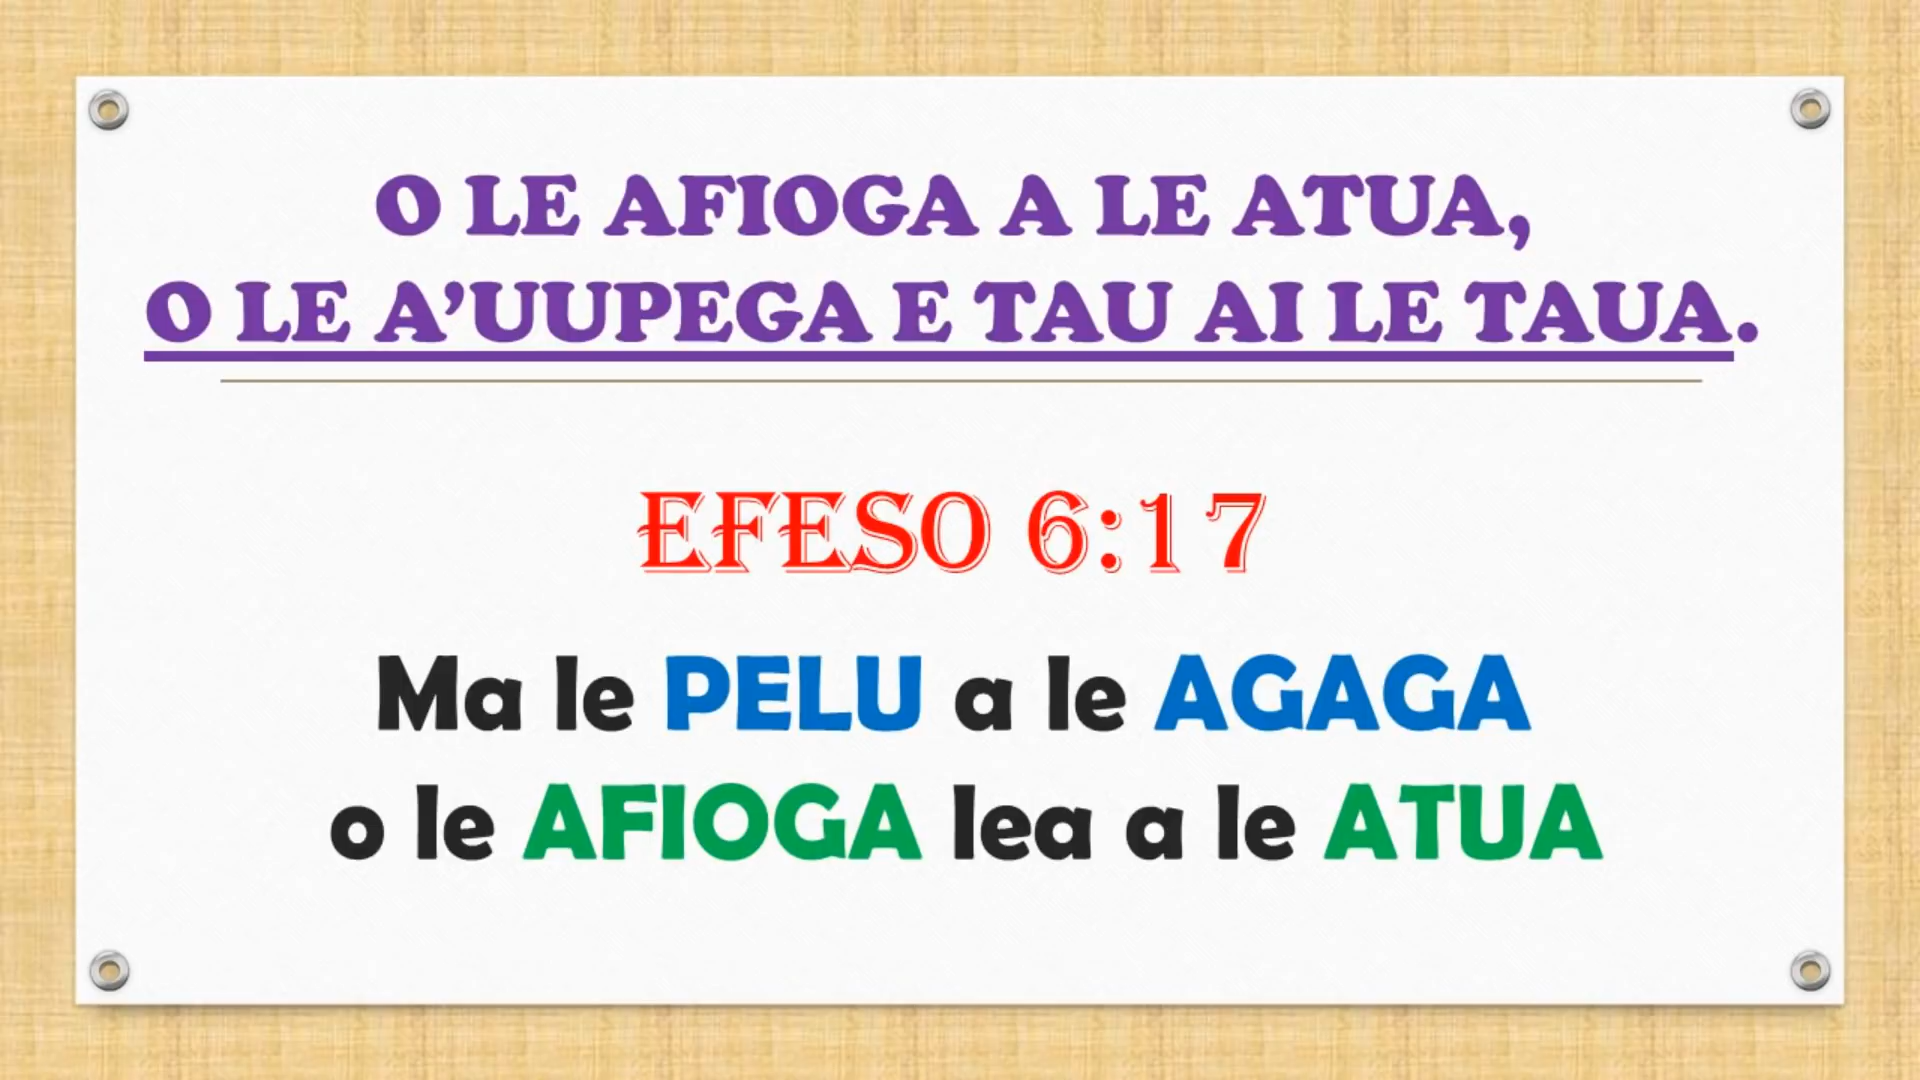 O LE AFIOGA A LE ATUA,
O LE A’UUPEGA E TAU AI LE TAUA.
EFESO 6:17
Ma le PELU a le AGAGA
o le AFIOGA lea a le ATUA